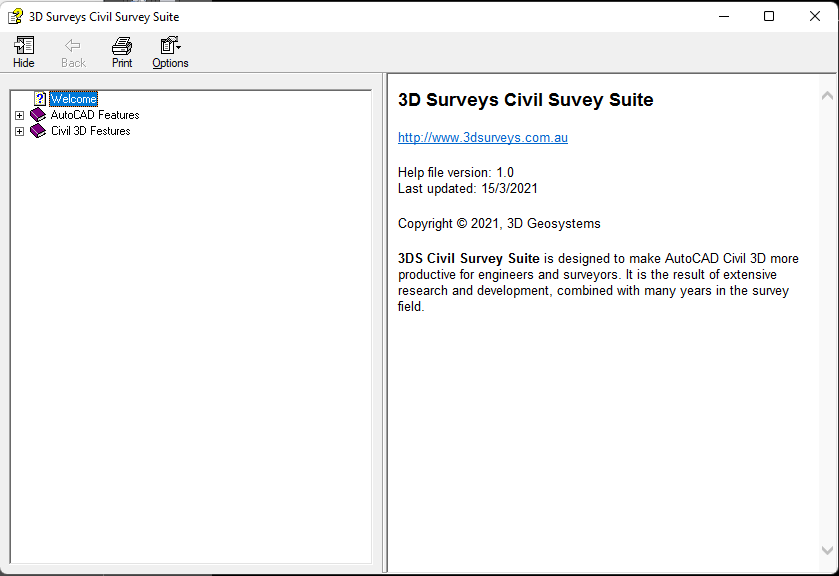 3D Surveys Civil Survey Suite
Hide
Back
Print
Options
Welcome
AutoCAD Features
Civil 3D Festures
3D Surveys Civil Suvey Suite
http://www.3dsurveys.com.au
Help file version: 1.0
Last updated: 15/3/2021
Copyright © 2021, 3D Geosystems
3DS Civil Survey Suite is designed to make AutoCAD Civil 3D more
productive for engineers and surveyors. It is the result of extensive
research and development, combined with many years in the survey
field.